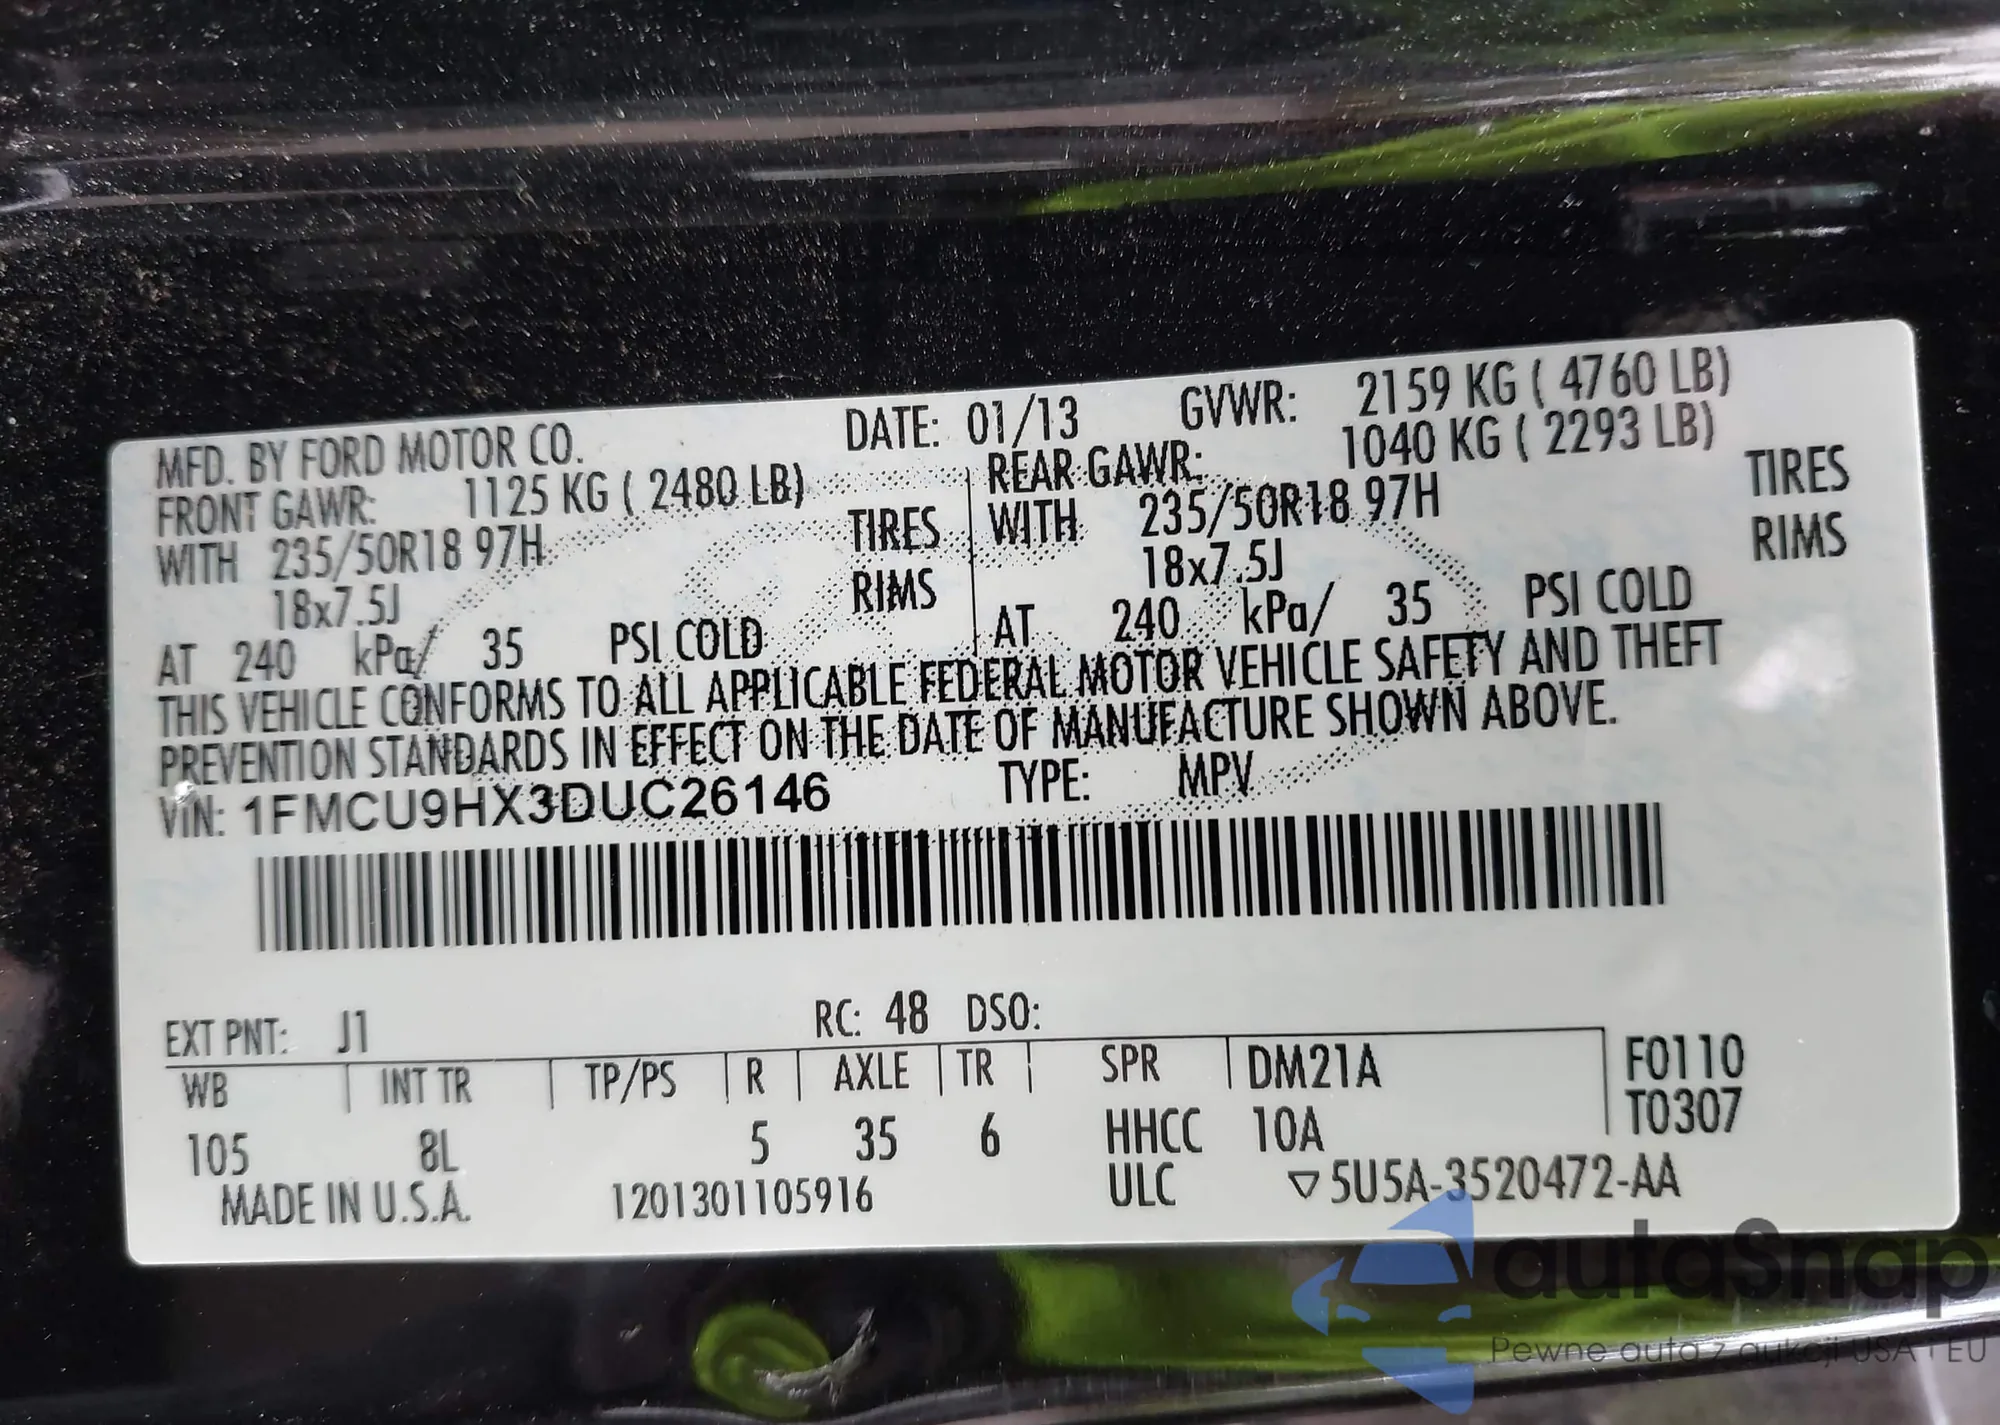 MFD. BY FORD MOTOR CO. DATE: 01/13 GVWR: 2159 KG ( 4760 LB)
FRONT GAWR: 1125 KG ( 2480 LB) REAR GAWR: 1040 KG ( 2293 LB)
WITH 235/50R18 97H TIRES WITH 235/50R18 97H TIRES
18x7.5J RIMS 18x7.5J RIMS
AT 240 kPa/ 35 PSI COLD AT 240 kPa/ 35 PSI COLD
THIS VEHICLE CONFORMS TO ALL APPLICABLE FEDERAL MOTOR VEHICLE SAFETY AND THEFT
PREVENTION STANDARDS IN EFFECT ON THE DATE OF MANUFACTURE SHOWN ABOVE.
VIN: 1FMCU9HX3DUC26146 TYPE: MPV
EXT PNT: J1 RC: 48 DSO:
WB INT TR TP/PS R AXLE TR SPR DM21A F0110
105 8L 5 35 6 HHCC 10A T0307
MADE IN U.S.A. 1201301105916 ULC ▽5U5A-3520472-AA
autaSnap
Pewne auta z aukcji USA i EU